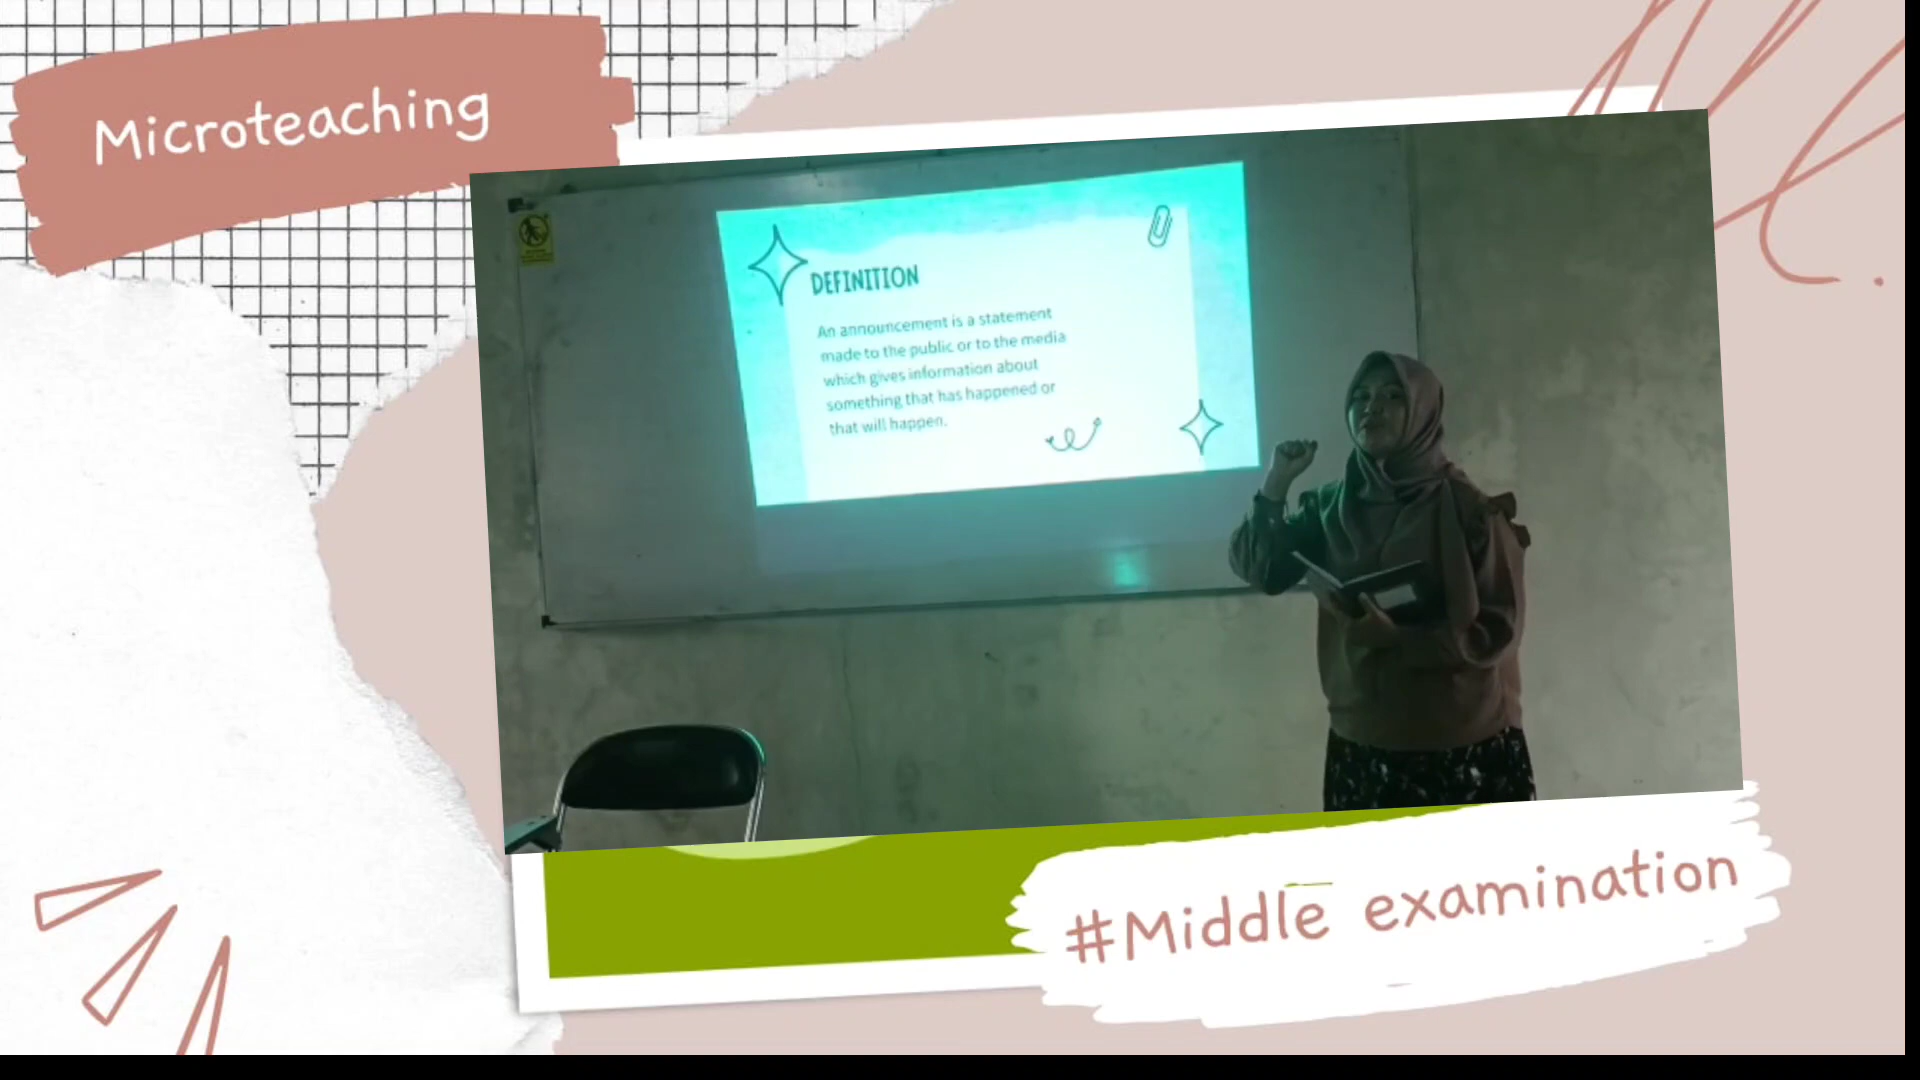 Microteaching
DEFINITION
An announcement is a statement
made to the public or to the media
which gives information about
something that has happened or
that will happen.
#Middle examination